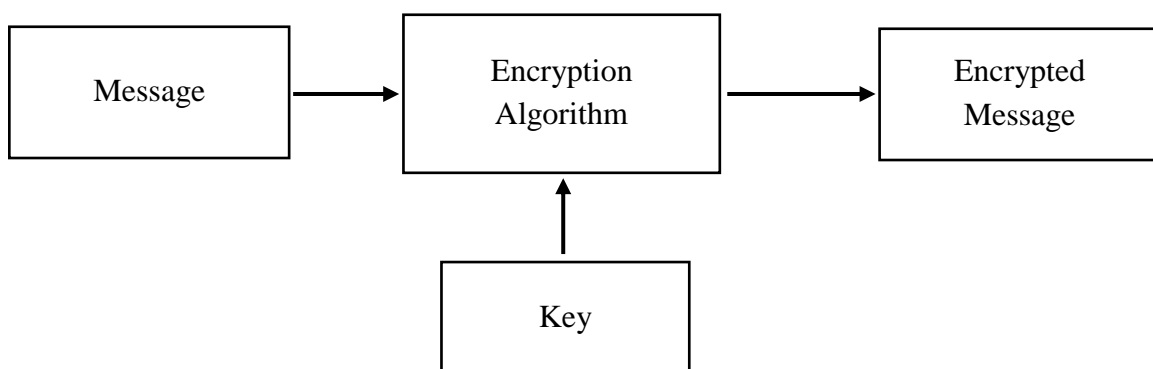 Message
Encryption
Algorithm
Encrypted
Message
Key